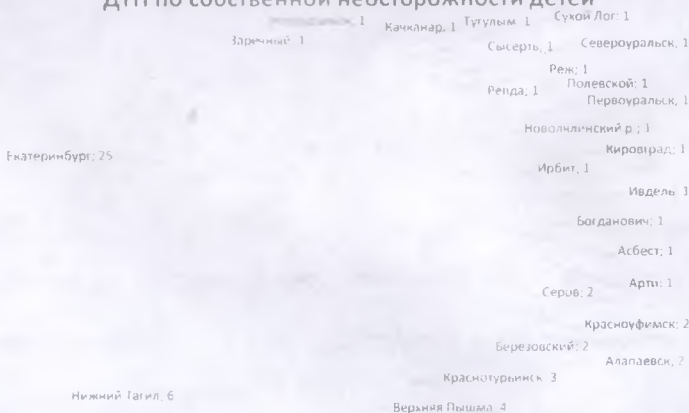 ДТП по собственной неосторожности детей
1
Качканар, 1
Тугулым 1
Сухой Лог: 1
Заречный 1
Сысерть, 1
Североуральск, 1
Реж; 1
Ревда; 1
Полевской: 1
Первоуральск, 1
Новолялинский р.; 1
Екатеринбург; 25
Кировград; 1
Ирбит, 1
Ивдель 1
Богданович; 1
Асбест; 1
Арти: 1
Серов; 2
Красноуфимск: 2
Березовский: 2
Алапаевск, 2
Краснотурьинск 3
Нижний Тагил, 6
Верхняя Пышма 4